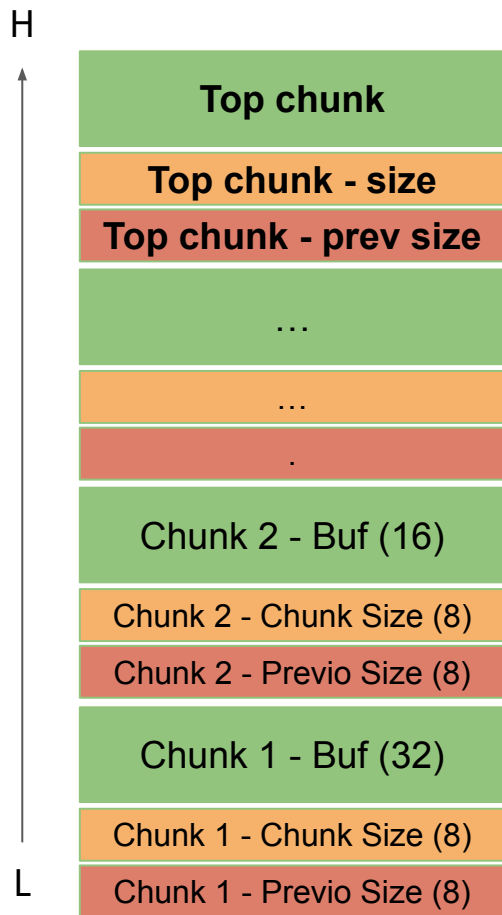 H
Top chunk
Top chunk - size
Top chunk - prev size
...
...
.
Chunk 2 - Buf (16)
Chunk 2 - Chunk Size (8)
Chunk 2 - Previo Size (8)
Chunk 1 - Buf (32)
Chunk 1 - Chunk Size (8)
L
Chunk 1 - Previo Size (8)